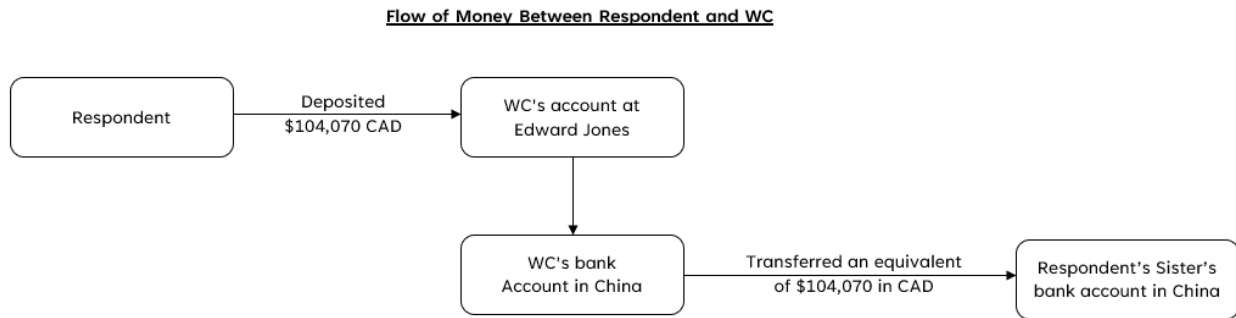 Flow of Money Between Respondent and WC
Respondent
Deposited
$104,070 CAD
WC's account at
Edward Jones
WC's bank
Account in China
Transferred an equivalent
of $104,070 in CAD
Respondent’s Sister’s
bank account in China